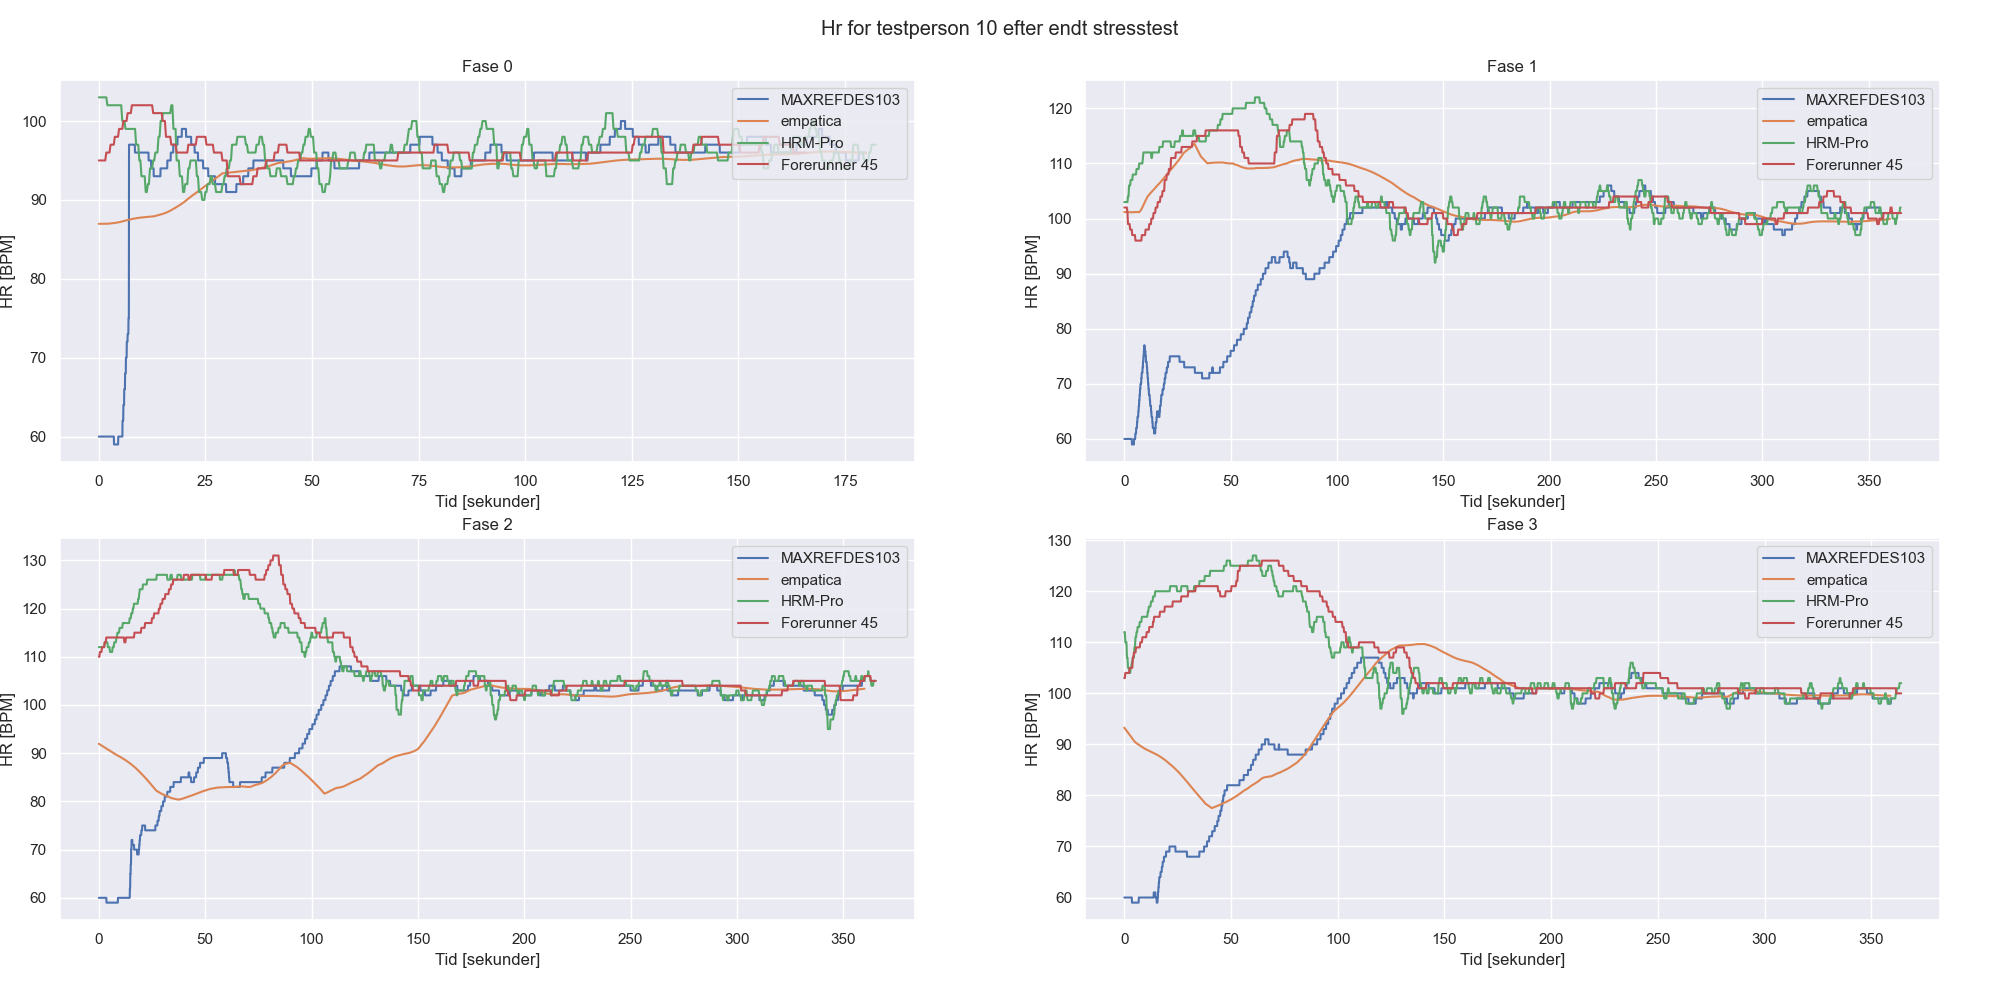 Hr for testperson 10 efter endt stresstest
Fase 0
MAXREFDES103
empatica
HRM-Pro
Forerunner 45
HR [BPM]
100
90
80
70
60
0 25 50 75 100 125 150 175
Tid [sekunder]
Fase 1
MAXREFDES103
empatica
HRM-Pro
Forerunner 45
HR [BPM]
120
110
100
90
80
70
60
0 50 100 150 200 250 300 350
Tid [sekunder]
Fase 2
MAXREFDES103
empatica
HRM-Pro
Forerunner 45
HR [BPM]
130
120
110
100
90
80
70
60
0 50 100 150 200 250 300 350
Tid [sekunder]
Fase 3
MAXREFDES103
empatica
HRM-Pro
Forerunner 45
HR [BPM]
130
120
110
100
90
80
70
60
0 50 100 150 200 250 300 350
Tid [sekunder]